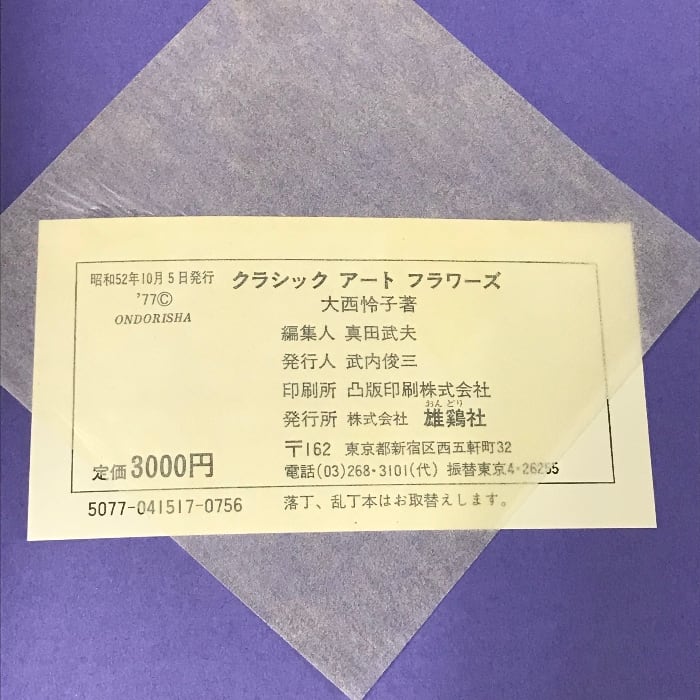 昭和52年10月5日発行
'77Ⓒ
ONDORISHA
クラシック アート フラワーズ
大西怜子著
編集人 真田武夫
発行人 武内俊三
印刷所 凸版印刷株式会社
おんどり
発行所 株式会社 雄鶏社
〒162 東京都新宿区西五軒町32
定価3000円
電話(03)268・3101(代) 振替東京4-26255
5077-041517-0756 落丁、乱丁本はお取替えします。